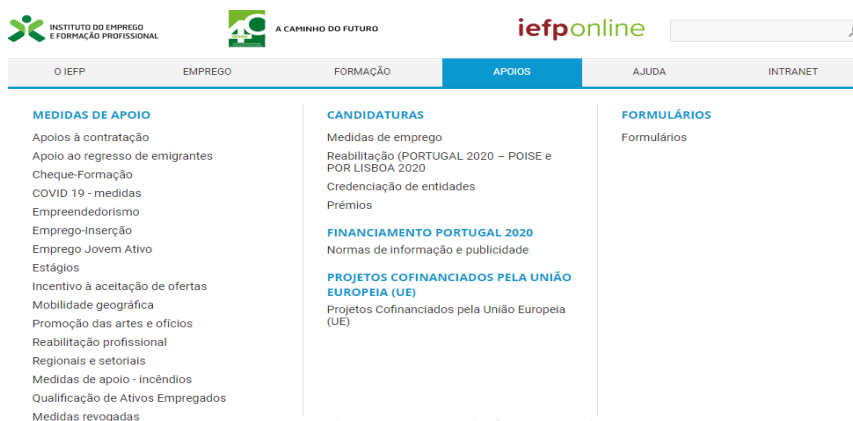 INSTITUTO DO EMPREGO
E FORMAÇÃO PROFISSIONAL
A CAMINHO DO FUTURO
iefponline
O IEFP
EMPREGO
FORMAÇÃO
APOIOS
AJUDA
INTRANET
MEDIDAS DE APOIO
Apoios à contratação
Apoio ao regresso de emigrantes
Cheque-Formação
COVID 19 - medidas
Empreendedorismo
Emprego-Inserção
Emprego Jovem Ativo
Estágios
Incentivo à aceitação de ofertas
Mobilidade geográfica
Promoção das artes e ofícios
Reabilitação profissional
Regionais e setoriais
Medidas de apoio - incêndios
Qualificação de Ativos Empregados
Medidas revogadas
CANDIDATURAS
Medidas de emprego
Reabilitação (PORTUGAL 2020 – POISE e
POR LISBOA 2020
Credenciação de entidades
Prémios
FINANCIAMENTO PORTUGAL 2020
Normas de informação e publicidade
PROJETOS COFINANCIADOS PELA UNIÃO
EUROPEIA (UE)
Projetos Cofinanciados pela União Europeia
(UE)
FORMULÁRIOS
Formulários